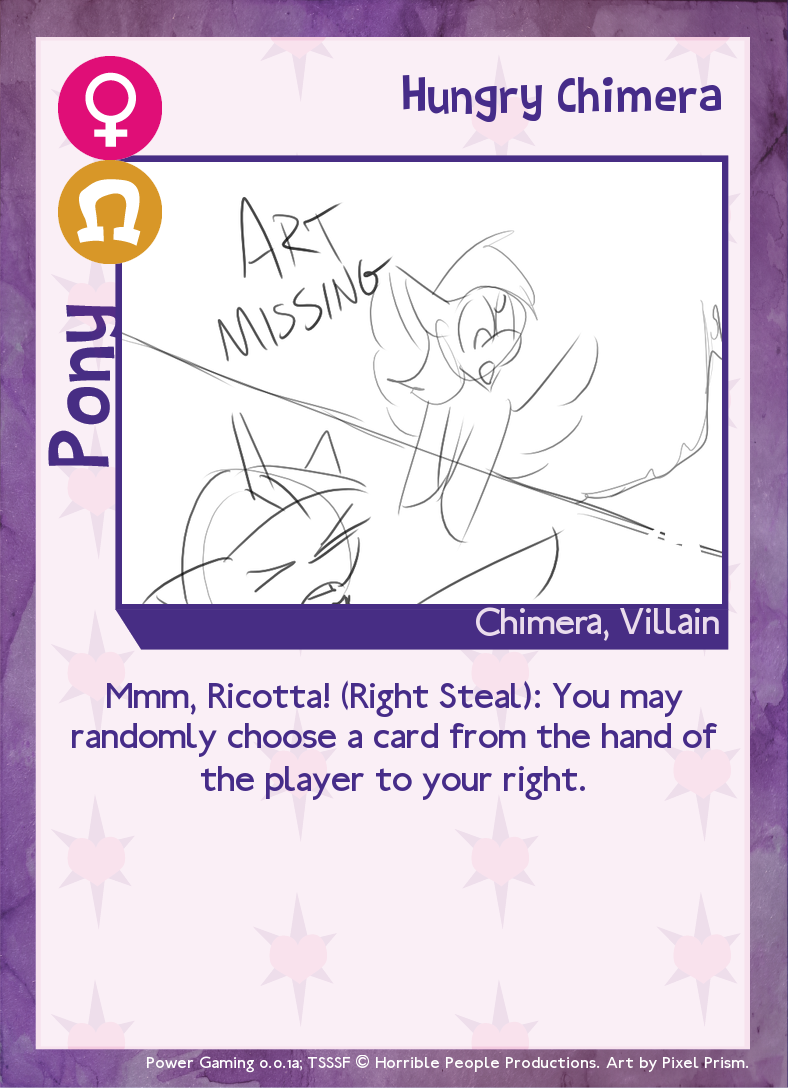 Hungry Chimera
ART
MISSING
Pony
Chimera, Villain
Mmm, Ricotta! (Right Steal): You may
randomly choose a card from the hand of
the player to your right.
Power Gaming 0.0.1a; TSSSF © Horrible People Productions. Art by Pixel Prism.